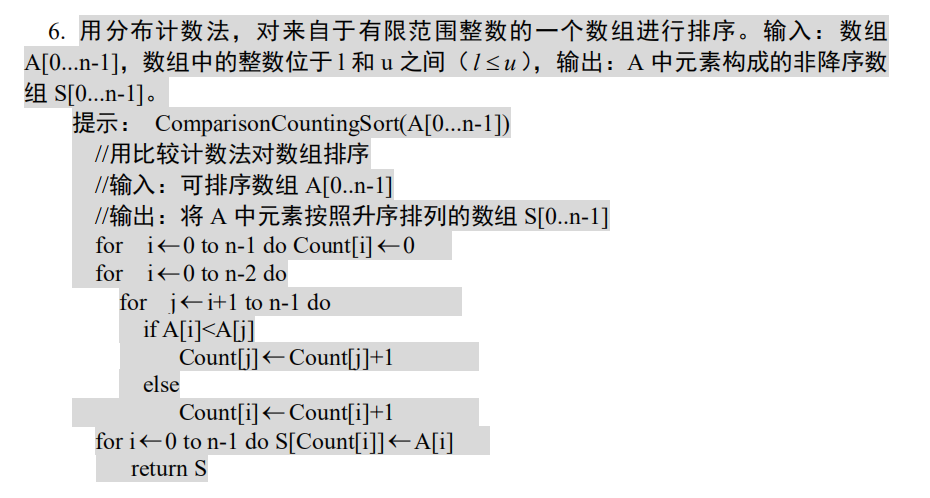 6. 用分布计数法，对来自于有限范围整数的一个数组进行排序。输入：数组
A[0...n-1]，数组中的整数位于 l 和 u 之间（l≤u），输出：A 中元素构成的非降序数
组 S[0...n-1]。
提示： ComparisonCountingSort(A[0...n-1])
//用比较计数法对数组排序
//输入：可排序数组 A[0..n-1]
//输出：将 A 中元素按照升序排列的数组 S[0..n-1]
for i←0 to n-1 do Count[i]←0
for i←0 to n-2 do
for j←i+1 to n-1 do
if A[i]<A[j]
Count[j]←Count[j]+1
else
Count[i]←Count[i]+1
for i←0 to n-1 do S[Count[i]]←A[i]
return S